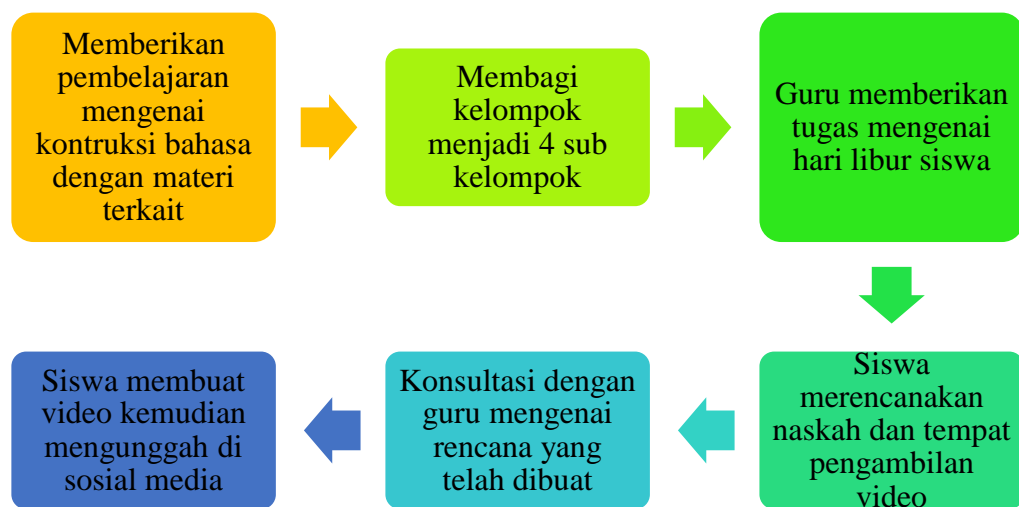 Memberikan
pembelajaran
mengenai
kontruksi bahasa
dengan materi
terkait
Membagi
kelompok
menjadi 4 sub
kelompok
Guru memberikan
tugas mengenai
hari libur siswa
Siswa
merencanakan
naskah dan tempat
pengambilan
video
Konsultasi dengan
guru mengenai
rencana yang
telah dibuat
Siswa membuat
video kemudian
mengunggah di
sosial media